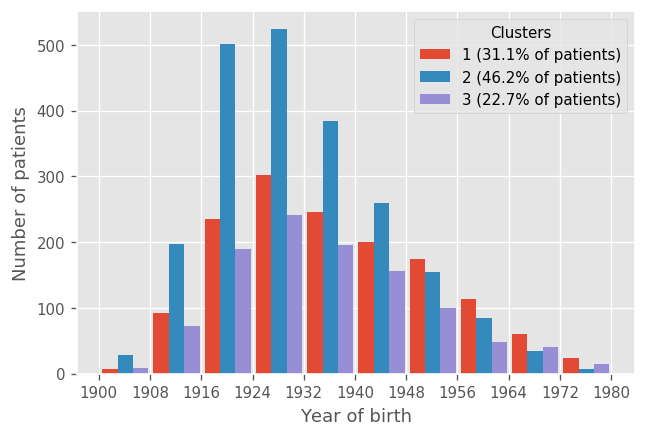 Clusters
1 (31.1% of patients)
2 (46.2% of patients)
3 (22.7% of patients)
Number of patients
500
400
300
200
100
0
1900 1908 1916 1924 1932 1940 1948 1956 1964 1972 1980
Year of birth